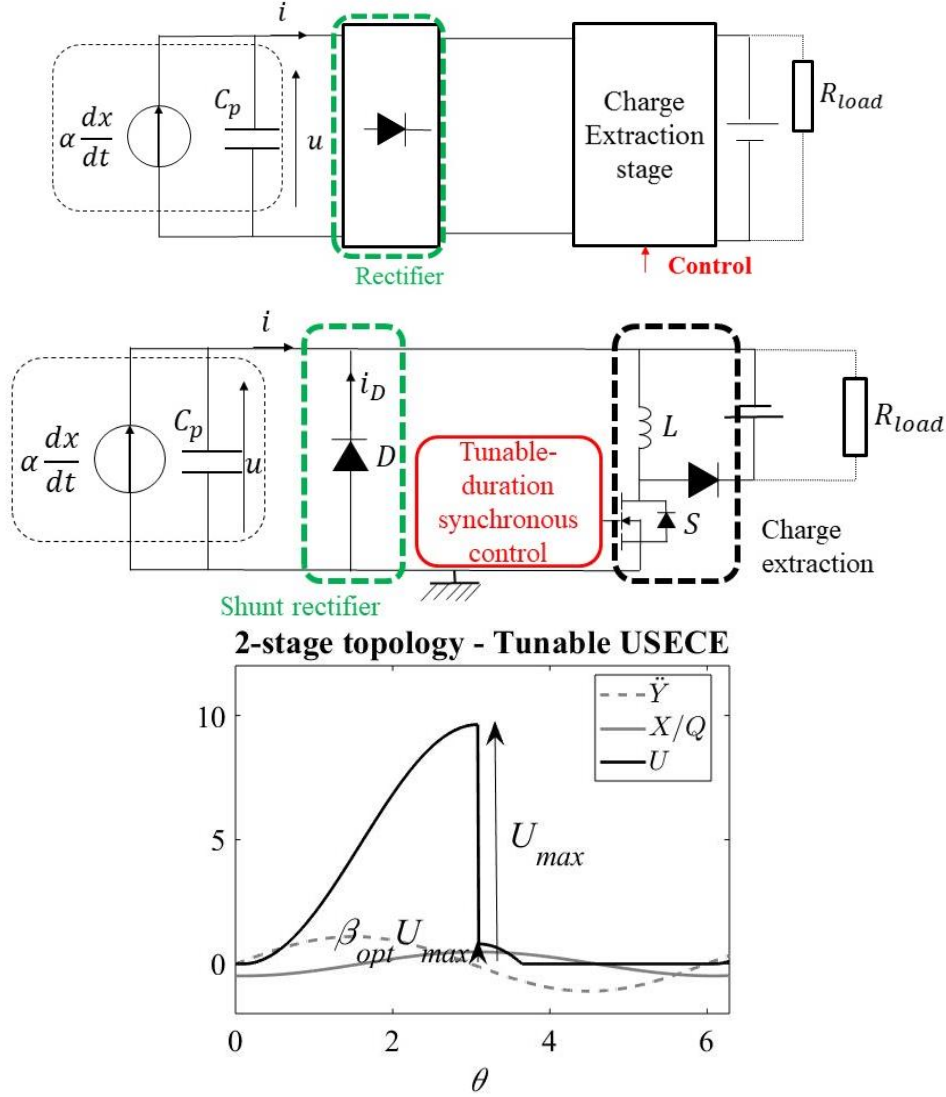 i
C_p
α dx/dt
u
Charge
Extraction
stage
R_load
Rectifier
Control
i
i_D
C_p
α dx/dt
u
D
Tunable-
duration
synchronous
control
L
S
R_load
Charge
extraction
Shunt rectifier
2-stage topology - Tunable USECE
Ÿ
X/Q
U
10
5
0
U_max
β_opt U_max
0
2
4
6
θ